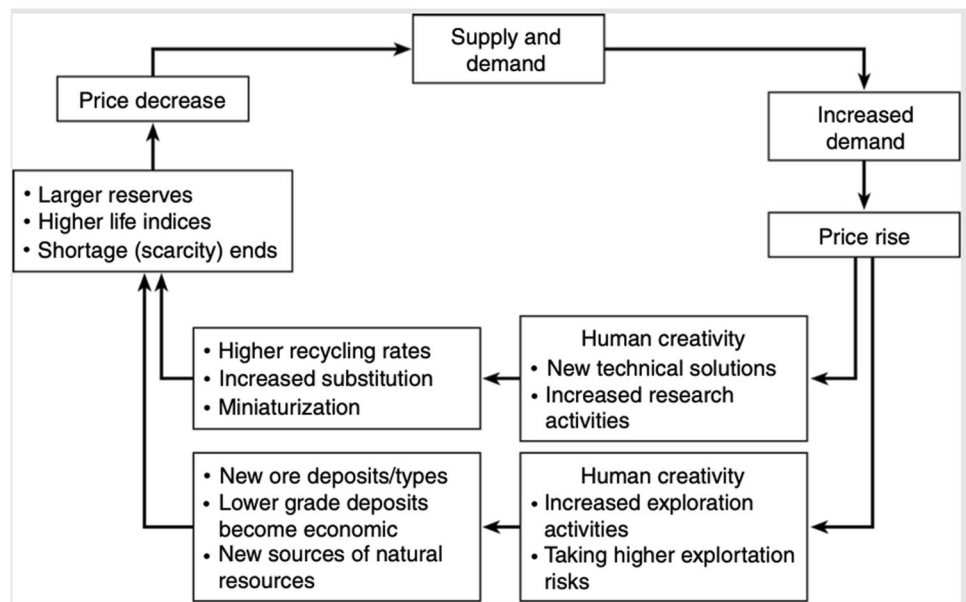 Supply and
demand
Price decrease
Increased
demand
• Larger reserves
• Higher life indices
• Shortage (scarcity) ends
Price rise
• Higher recycling rates
• Increased substitution
• Miniaturization
Human creativity
• New technical solutions
• Increased research
activities
• New ore deposits/types
• Lower grade deposits
become economic
• New sources of natural
resources
Human creativity
• Increased exploration
activities
• Taking higher explortation
risks